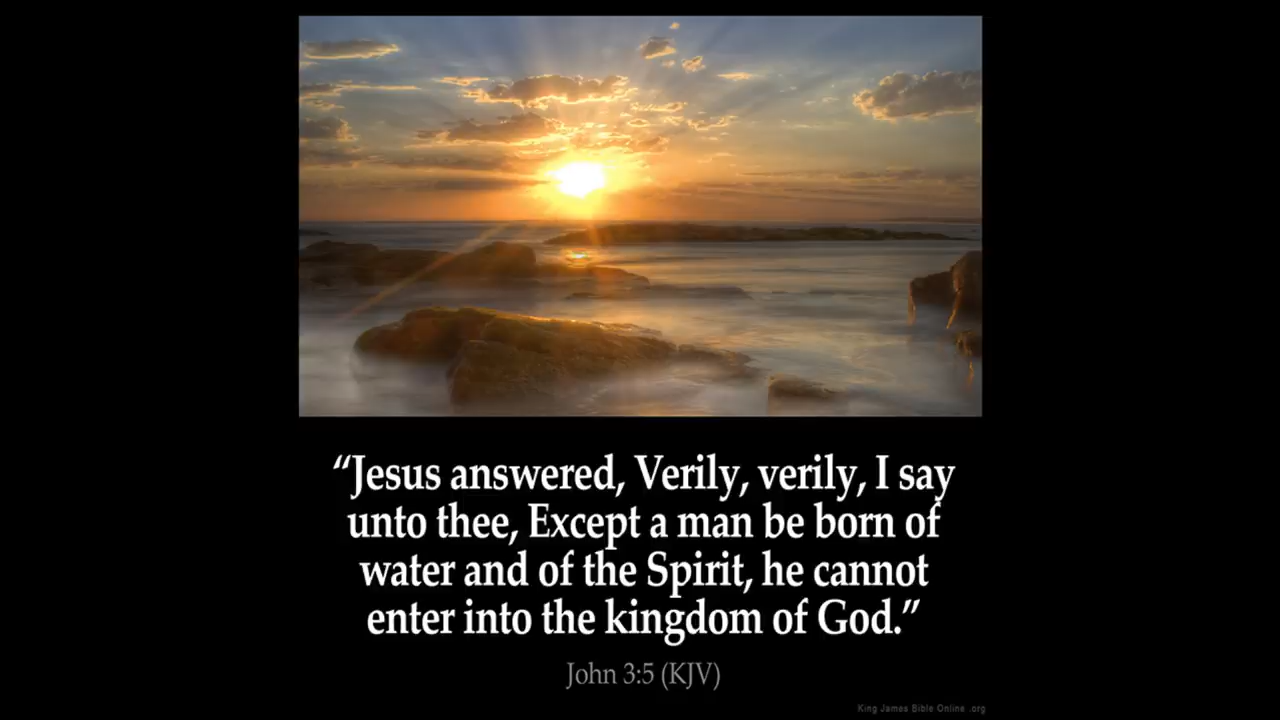 “Jesus answered, Verily, verily, I say
unto thee, Except a man be born of
water and of the Spirit, he cannot
enter into the kingdom of God.”
John 3:5 (KJV)
King James Bible Online .org